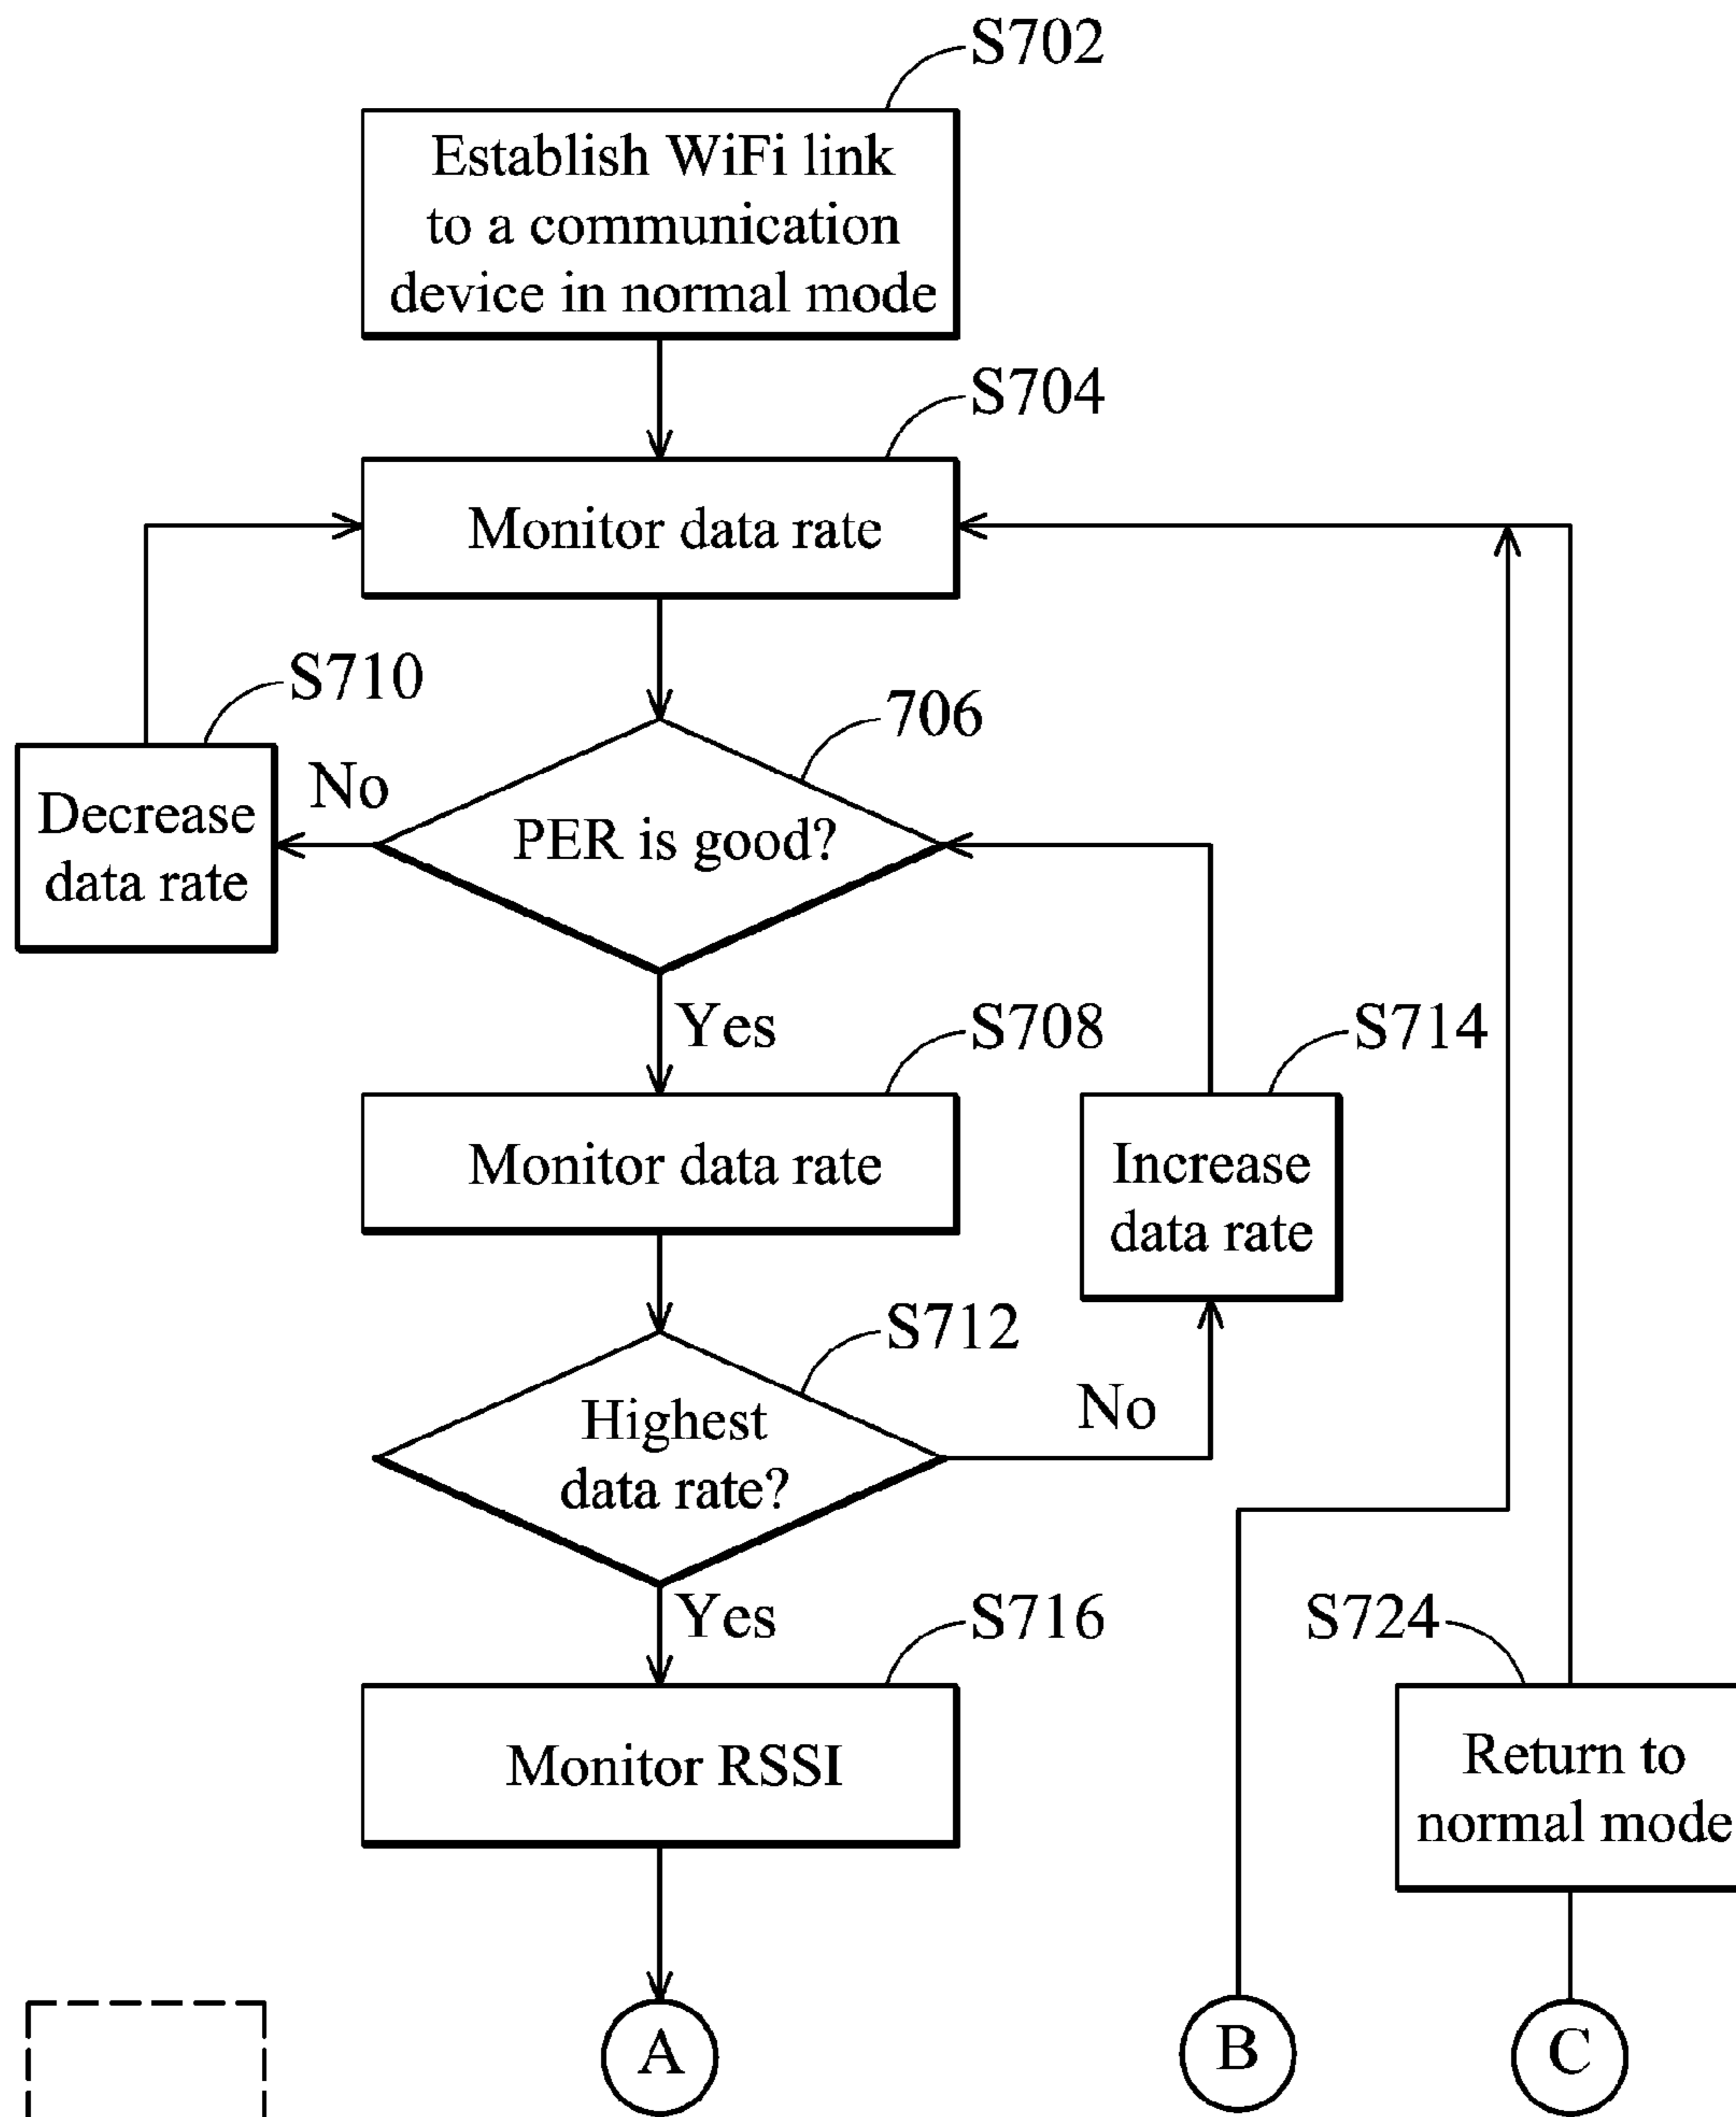 S702
Establish WiFi link
to a communication
device in normal mode
S704
Monitor data rate
S710
706
No
Decrease
data rate
PER is good?
Yes
S708
S714
Monitor data rate
Increase
data rate
S712
Highest
data rate?
No
Yes
S716
S724
Monitor RSSI
Return to
normal mode
A
B
C